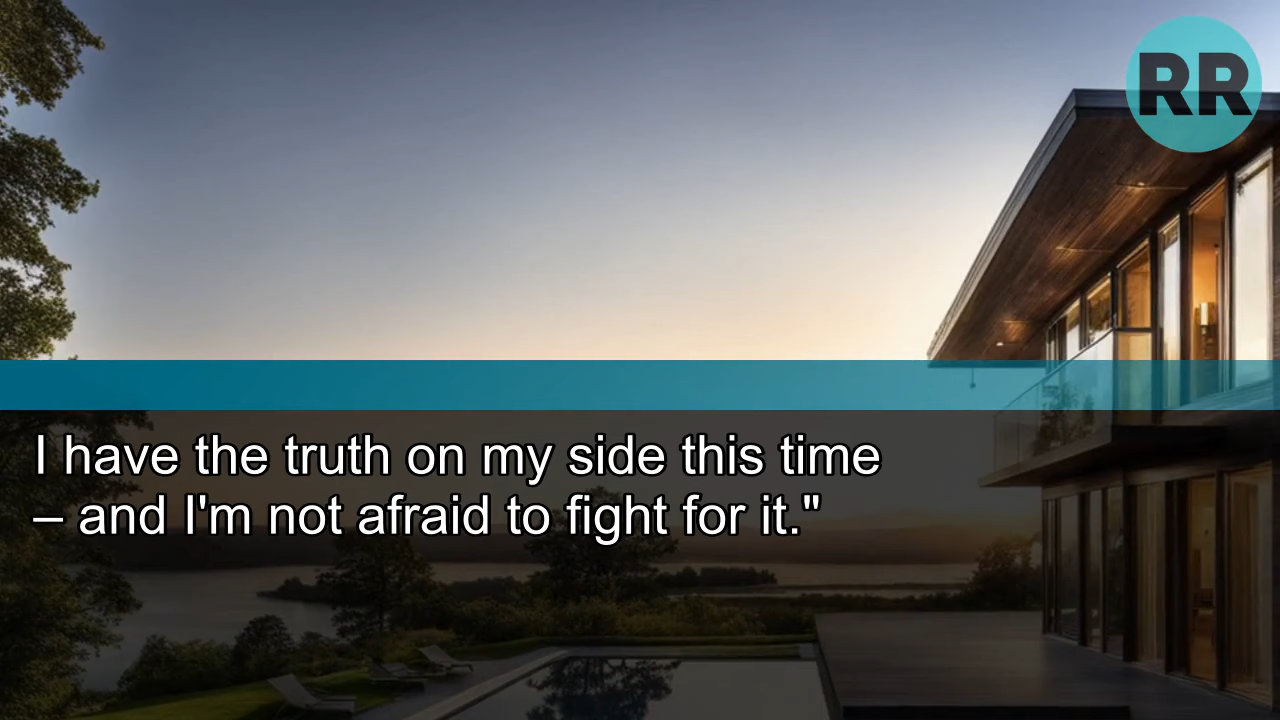 RR
I have the truth on my side this time
– and I'm not afraid to fight for it."